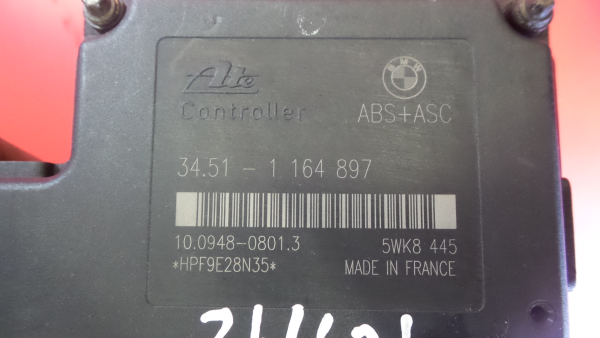 Ate
BMW
Controller ABS+ASC
34.51 - 1 164 897
10.0948-0801.3 5WK8 445
*HPF9E28N35* MADE IN FRANCE